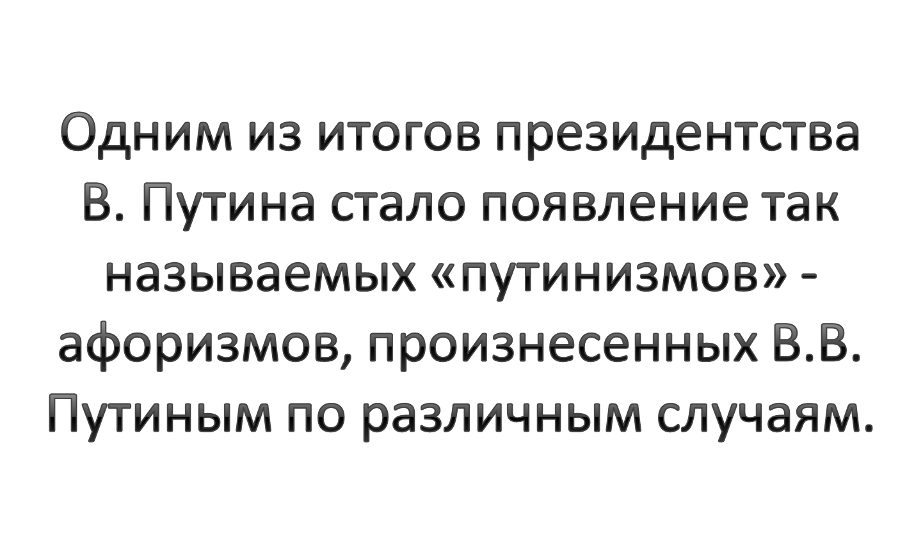 Одним из итогов президентства
В. Путина стало появление так
называемых «путинизмов» -
афоризмов, произнесенных В.В.
Путиным по различным случаям.